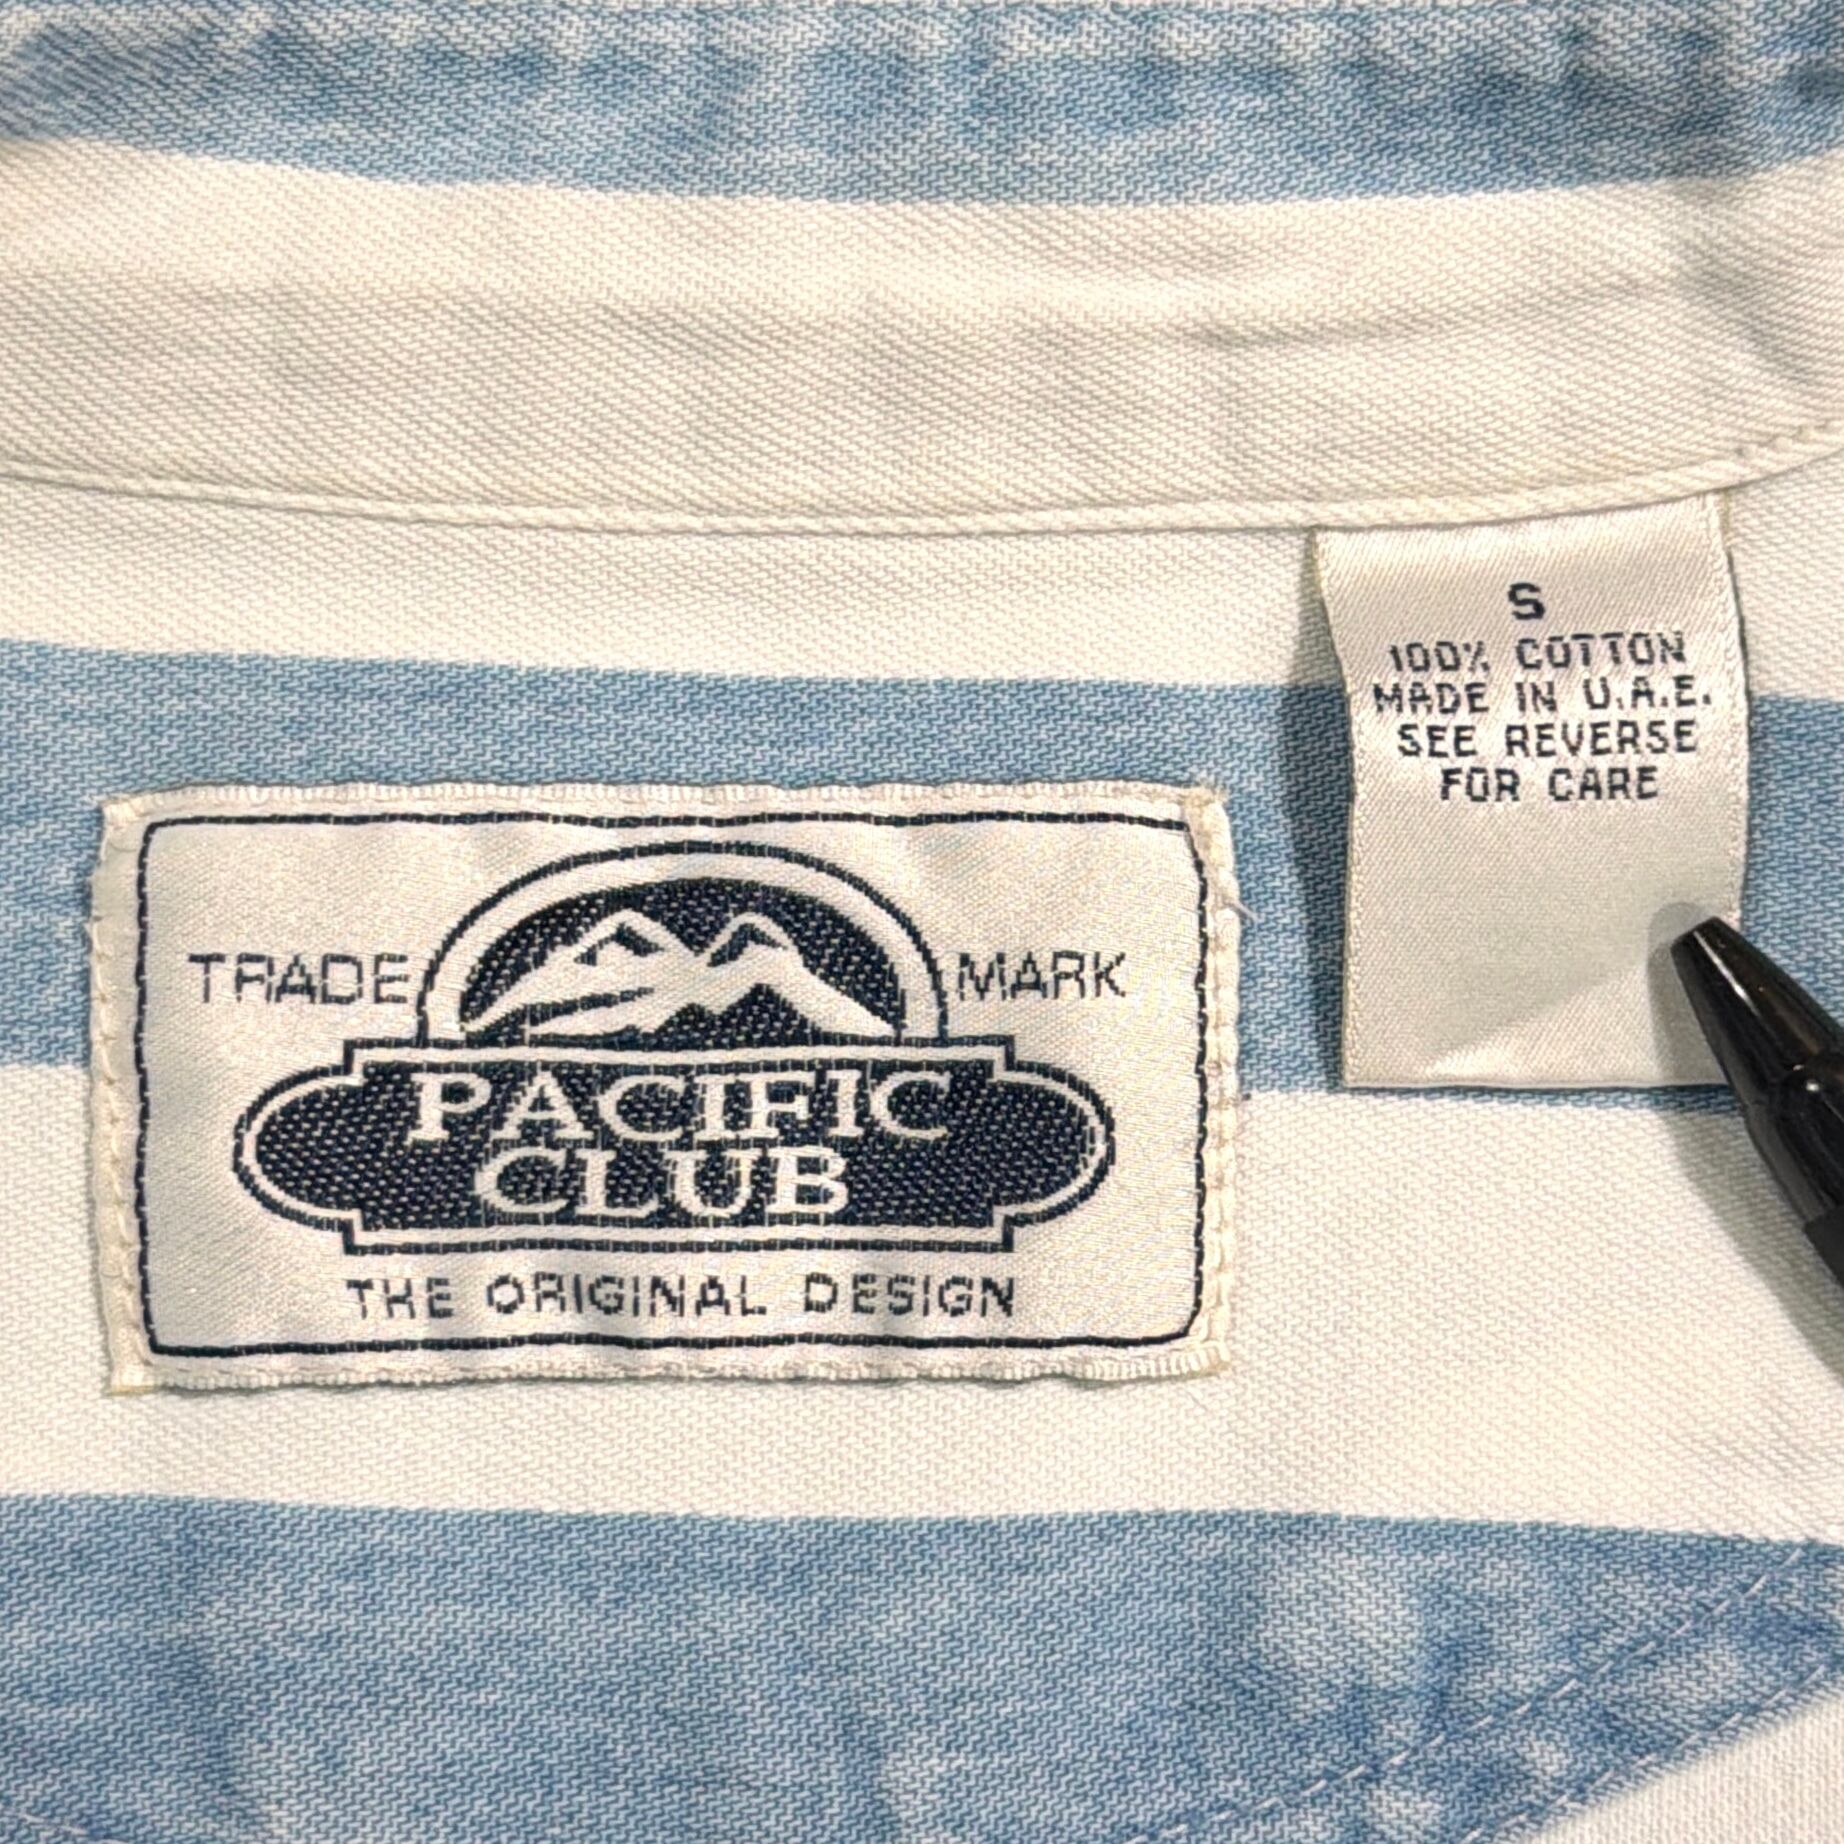 S
100% COTTON
MADE IN U.A.E.
SEE REVERSE
FOR CARE
TRADE MARK
PACIFIC
CLUB
THE ORIGINAL DESIGN